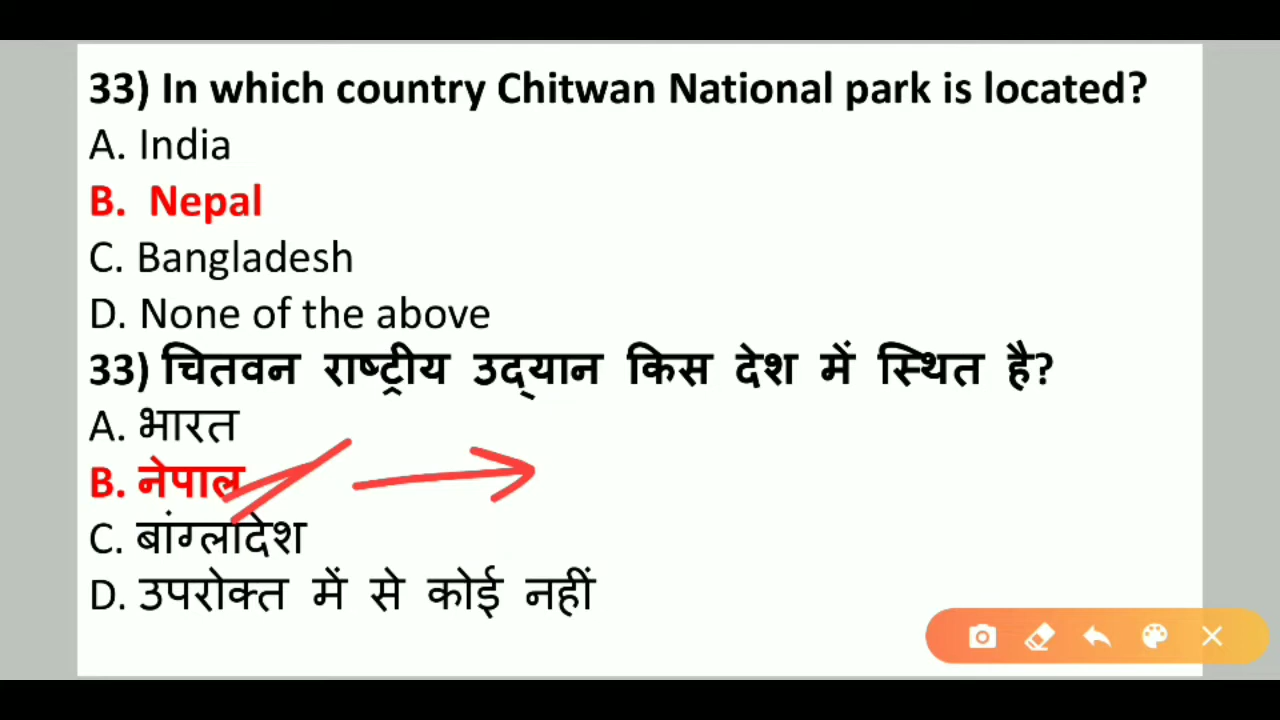 33) In which country Chitwan National park is located?
A. India
B. Nepal
C. Bangladesh
D. None of the above
33) चितवन राष्ट्रीय उद्यान किस देश में स्थित है?
A. भारत
B. नेपाल
C. बांग्लादेश
D. उपरोक्त में से कोई नहीं